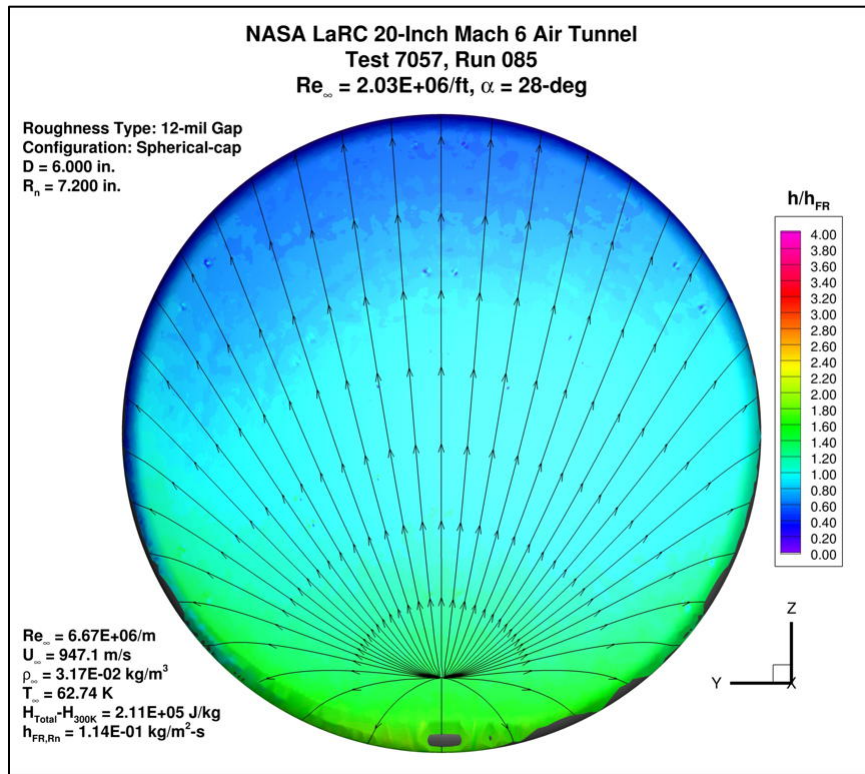 NASA LaRC 20-Inch Mach 6 Air Tunnel
Test 7057, Run 085
Re∞ = 2.03E+06/ft, α = 28-deg
Roughness Type: 12-mil Gap
Configuration: Spherical-cap
D = 6.000 in.
Rn = 7.200 in.
h/hFR
4.00
3.80
3.60
3.40
3.20
3.00
2.80
2.60
2.40
2.20
2.00
1.80
1.60
1.40
1.20
1.00
0.80
0.60
0.40
0.20
0.00
Z
Y
X
Re∞ = 6.67E+06/m
U∞ = 947.1 m/s
ρ∞ = 3.17E-02 kg/m³
T∞ = 62.74 K
HTotal-H300K = 2.11E+05 J/kg
hFR,Rn = 1.14E-01 kg/m²-s